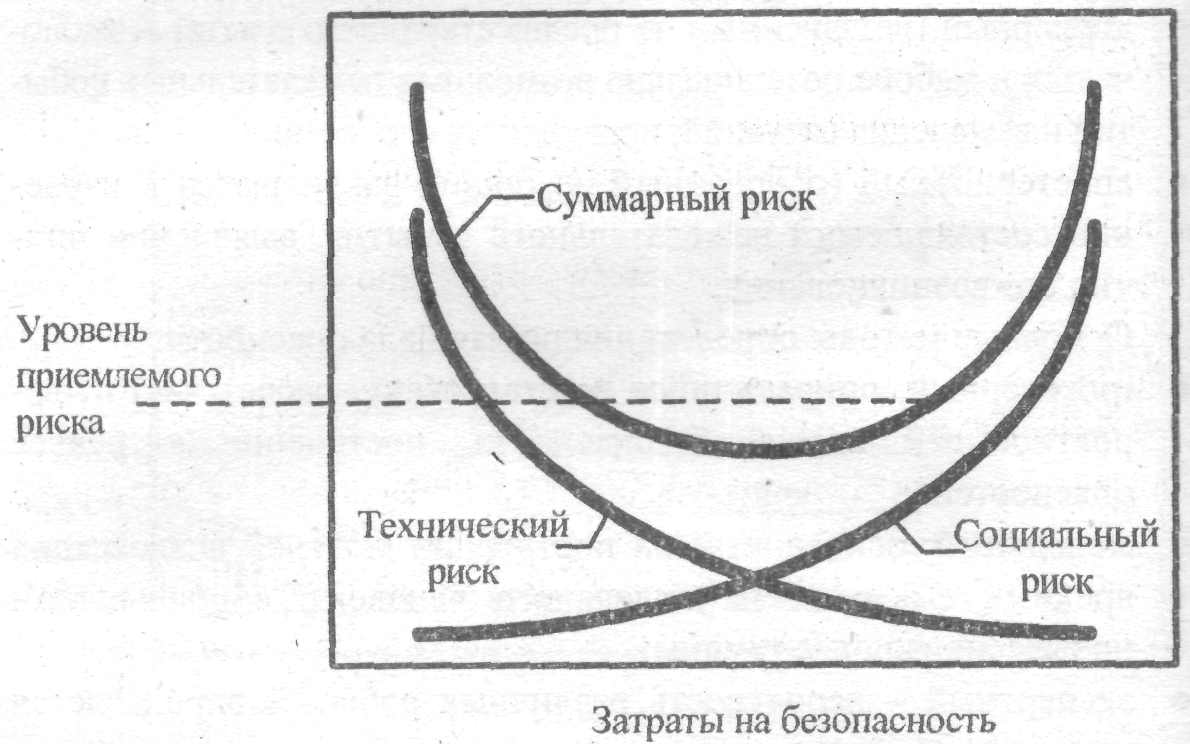 Суммарный риск
Уровень
приемлемого
риска
Технический
риск
Социальный
риск
Затраты на безопасность